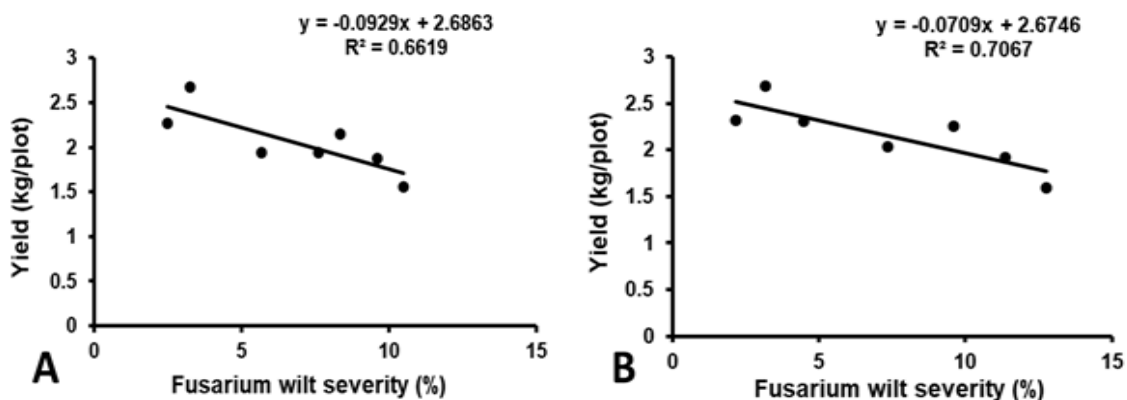 y = -0.0929x + 2.6863
R² = 0.6619
3
2.5
2
1.5
1
0.5
0
0 5 10 15
Yield (kg/plot)
Fusarium wilt severity (%)
A
y = -0.0709x + 2.6746
R² = 0.7067
3
2.5
2
1.5
1
0.5
0
0 5 10 15
Yield (kg/plot)
Fusarium wilt severity (%)
B